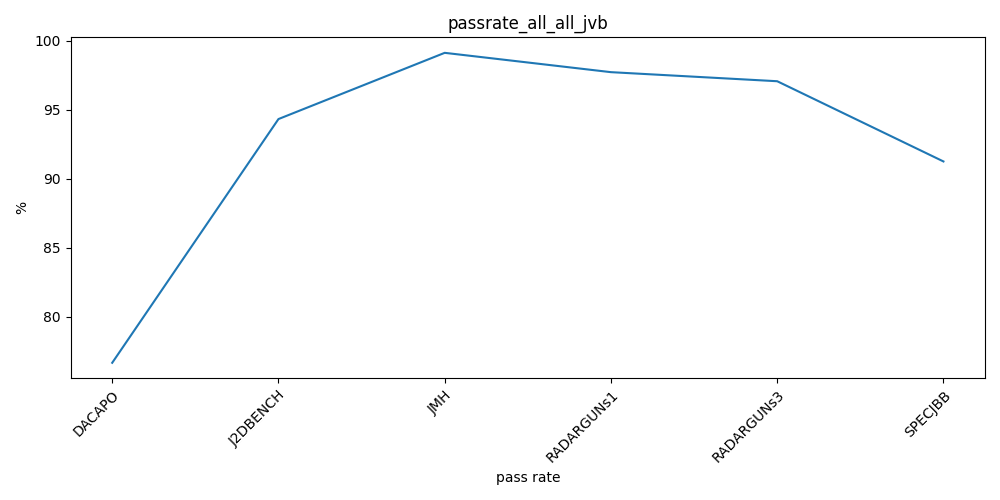 passrate_all_all_jvb
100
95
90
85
80
%
DACAPO
J2DBENCH
JMH
RADARGUNs1
RADARGUNs3
SPECJBB
pass rate